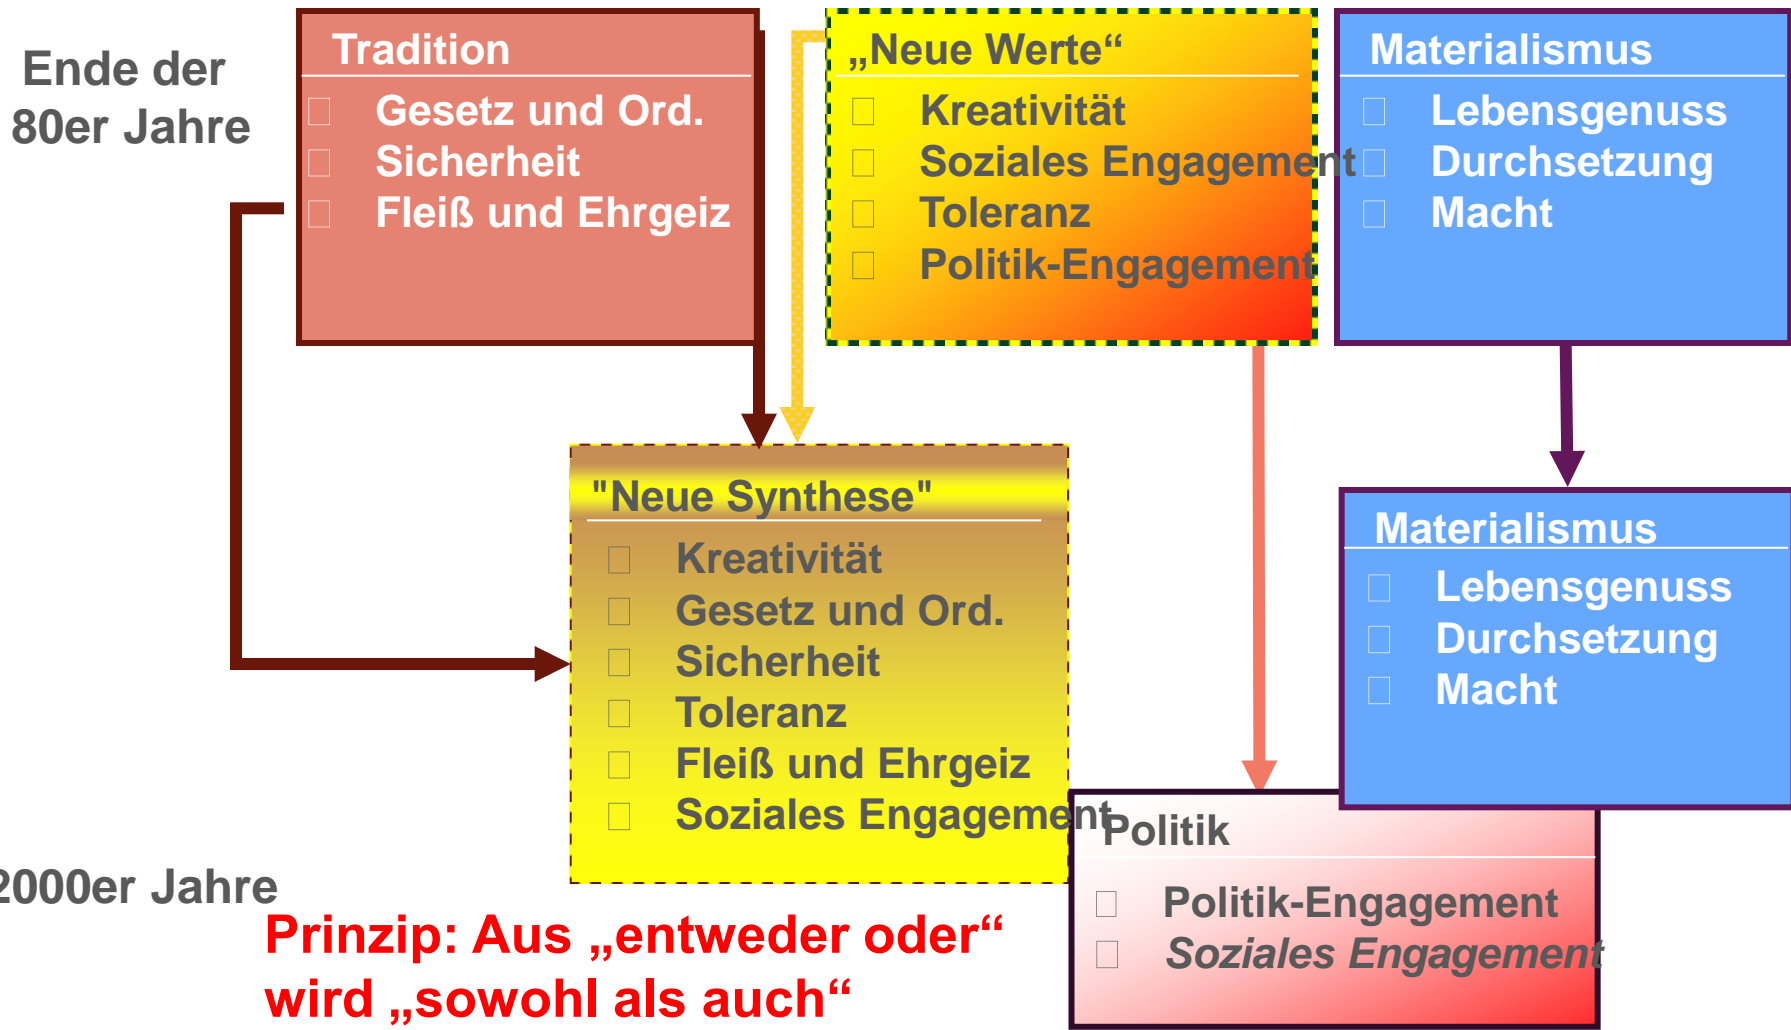 Ende der
80er Jahre
Tradition
Gesetz und Ord.
Sicherheit
Fleiß und Ehrgeiz
„Neue Werte“
Kreativität
Soziales Engagement
Toleranz
Politik-Engagement
Materialismus
Lebensgenuss
Durchsetzung
Macht
"Neue Synthese"
Kreativität
Gesetz und Ord.
Sicherheit
Toleranz
Fleiß und Ehrgeiz
Soziales Engagement
Materialismus
Lebensgenuss
Durchsetzung
Macht
Politik
Politik-Engagement
Soziales Engagement
2000er Jahre
Prinzip: Aus „entweder oder“
wird „sowohl als auch“